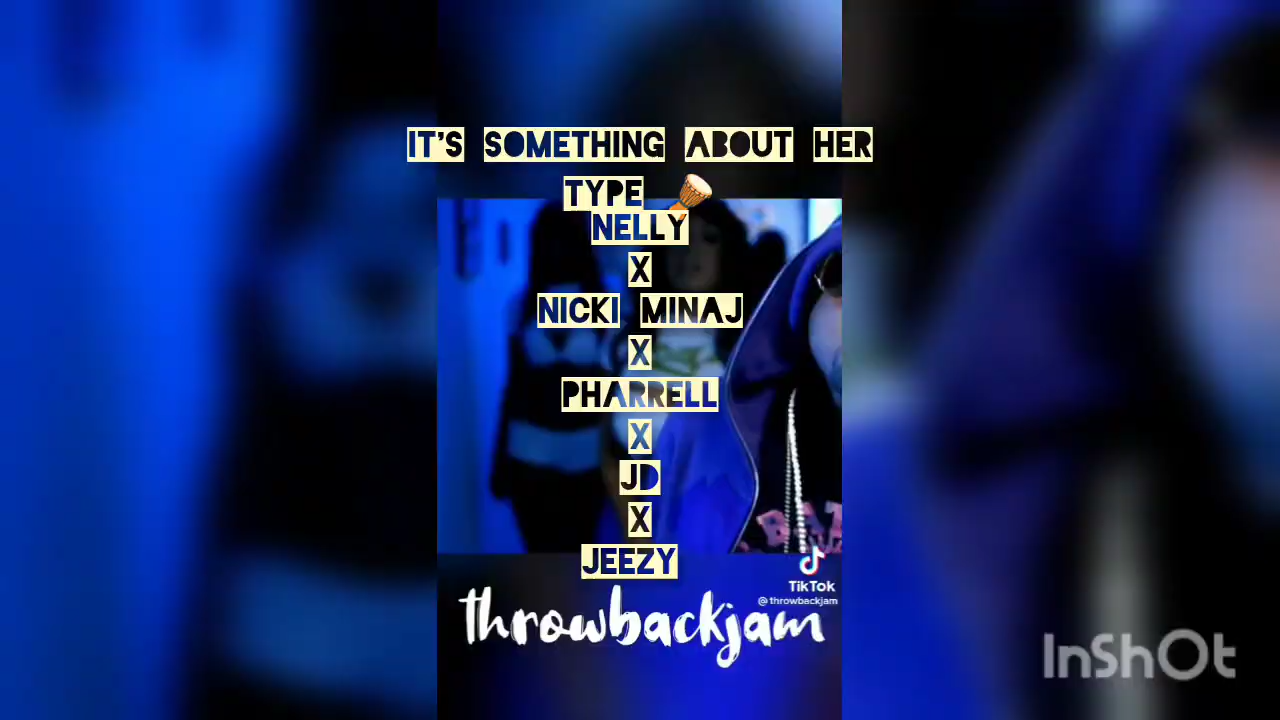 IT'S SOMETHING ABOUT HER
TYPE
NELLY
X
NICKI MINAJ
X
PHARRELL
X
JD
X
JEEZY
TikTok
@throwbackjam
throwbackjam
InShOt